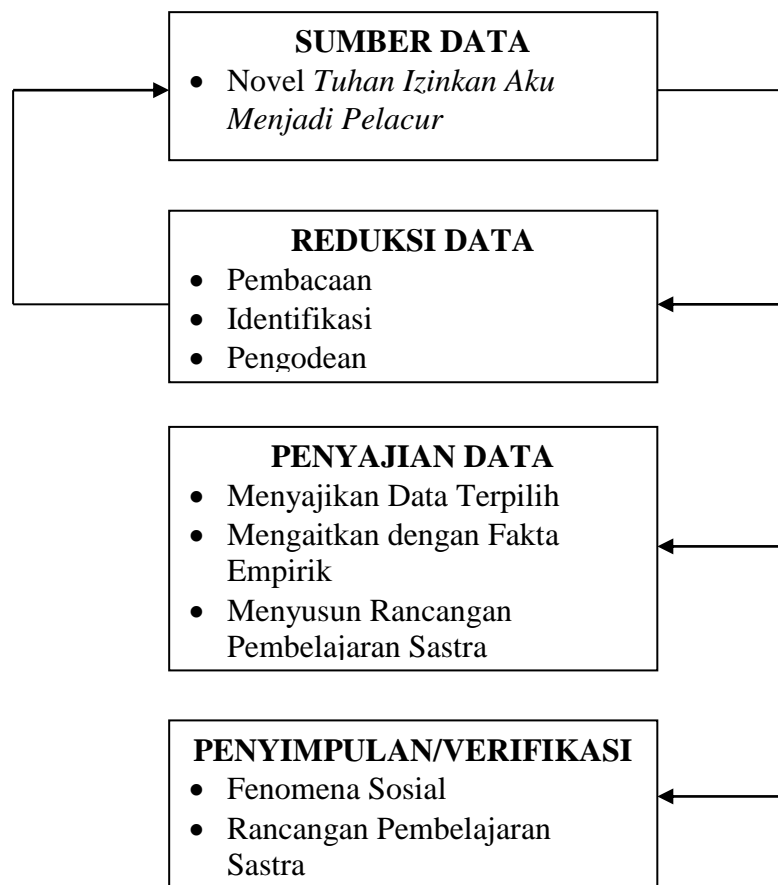 SUMBER DATA
• Novel Tuhan Izinkan Aku
Menjadi Pelacur
REDUKSI DATA
• Pembacaan
• Identifikasi
• Pengodean
PENYAJIAN DATA
• Menyajikan Data Terpilih
• Mengaitkan dengan Fakta
Empirik
• Menyusun Rancangan
Pembelajaran Sastra
PENYIMPULAN/VERIFIKASI
• Fenomena Sosial
• Rancangan Pembelajaran
Sastra